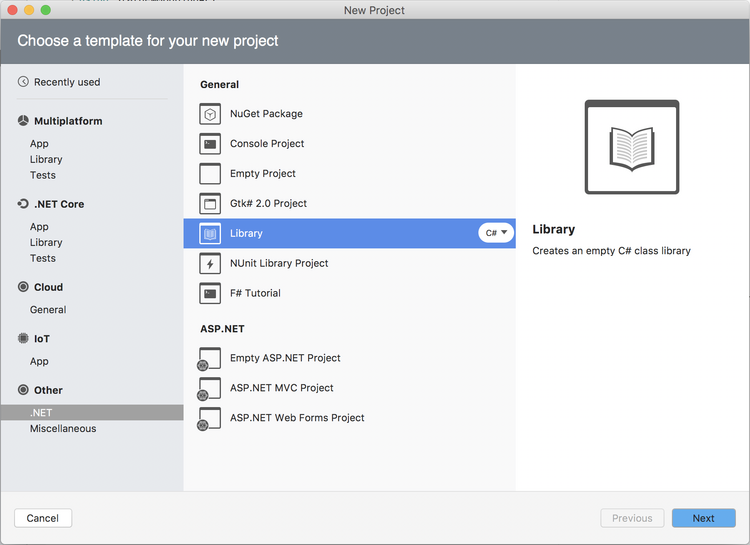 New Project
Choose a template for your new project
Recently used
Multiplatform
App
Library
Tests
.NET Core
App
Library
Tests
Cloud
General
IoT
App
Other
.NET
Miscellaneous
General
NuGet Package
Console Project
Empty Project
Gtk# 2.0 Project
Library
C#
NUnit Library Project
F# Tutorial
ASP.NET
Empty ASP.NET Project
ASP.NET MVC Project
ASP.NET Web Forms Project
Library
Creates an empty C# class library
Cancel
Previous
Next